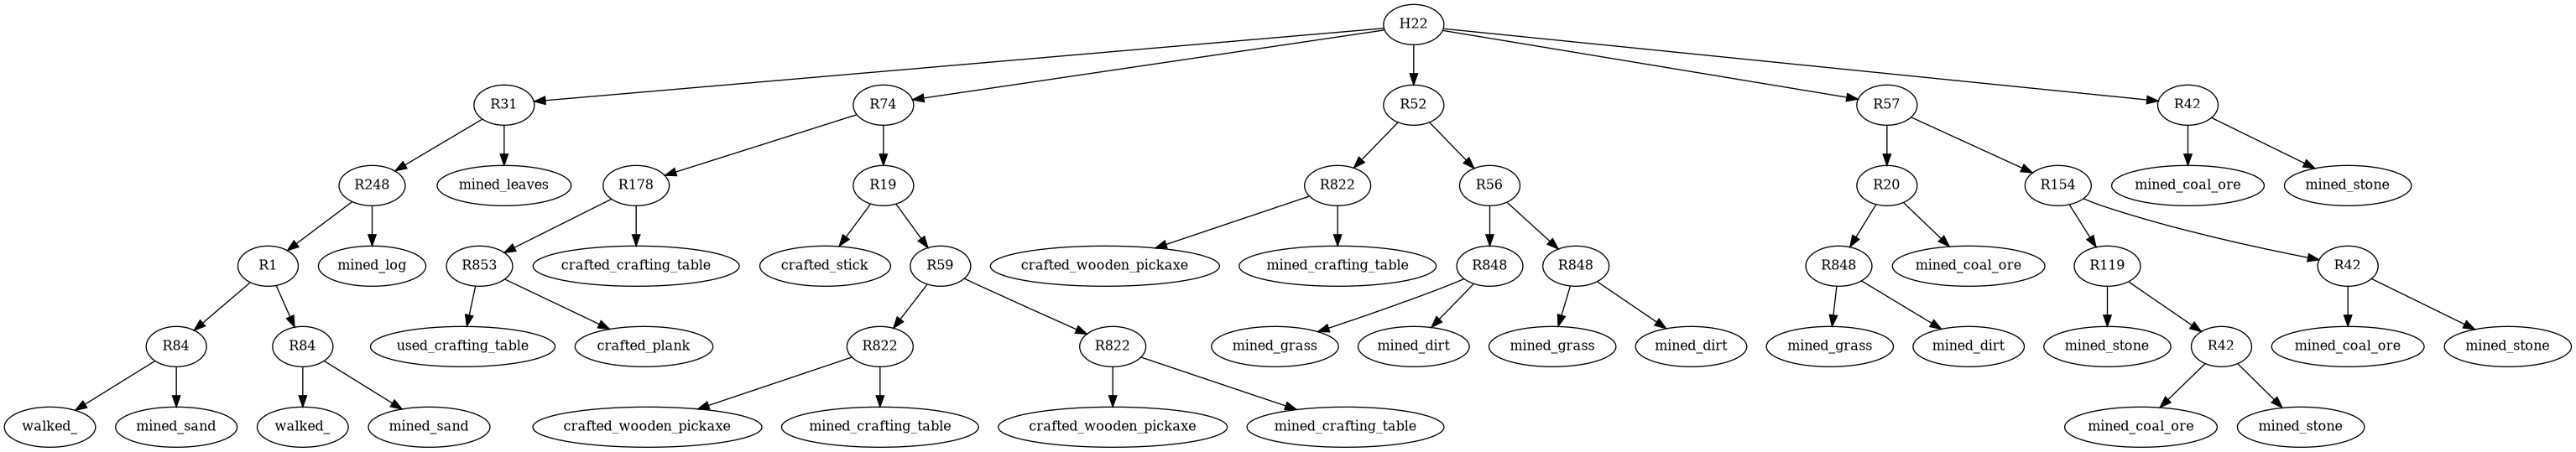 H22
R31
R74
R52
R57
R42
R248
mined_leaves
R178
R19
R822
R56
R20
R154
mined_coal_ore
mined_stone
R1
mined_log
R853
crafted_crafting_table
crafted_stick
R59
crafted_wooden_pickaxe
mined_crafting_table
R848
R848
R848
mined_coal_ore
R119
R42
R84
R84
used_crafting_table
crafted_plank
R822
R822
mined_grass
mined_dirt
mined_grass
mined_dirt
mined_grass
mined_dirt
mined_stone
R42
mined_coal_ore
mined_stone
walked_
mined_sand
walked_
mined_sand
crafted_wooden_pickaxe
mined_crafting_table
crafted_wooden_pickaxe
mined_crafting_table
mined_coal_ore
mined_stone